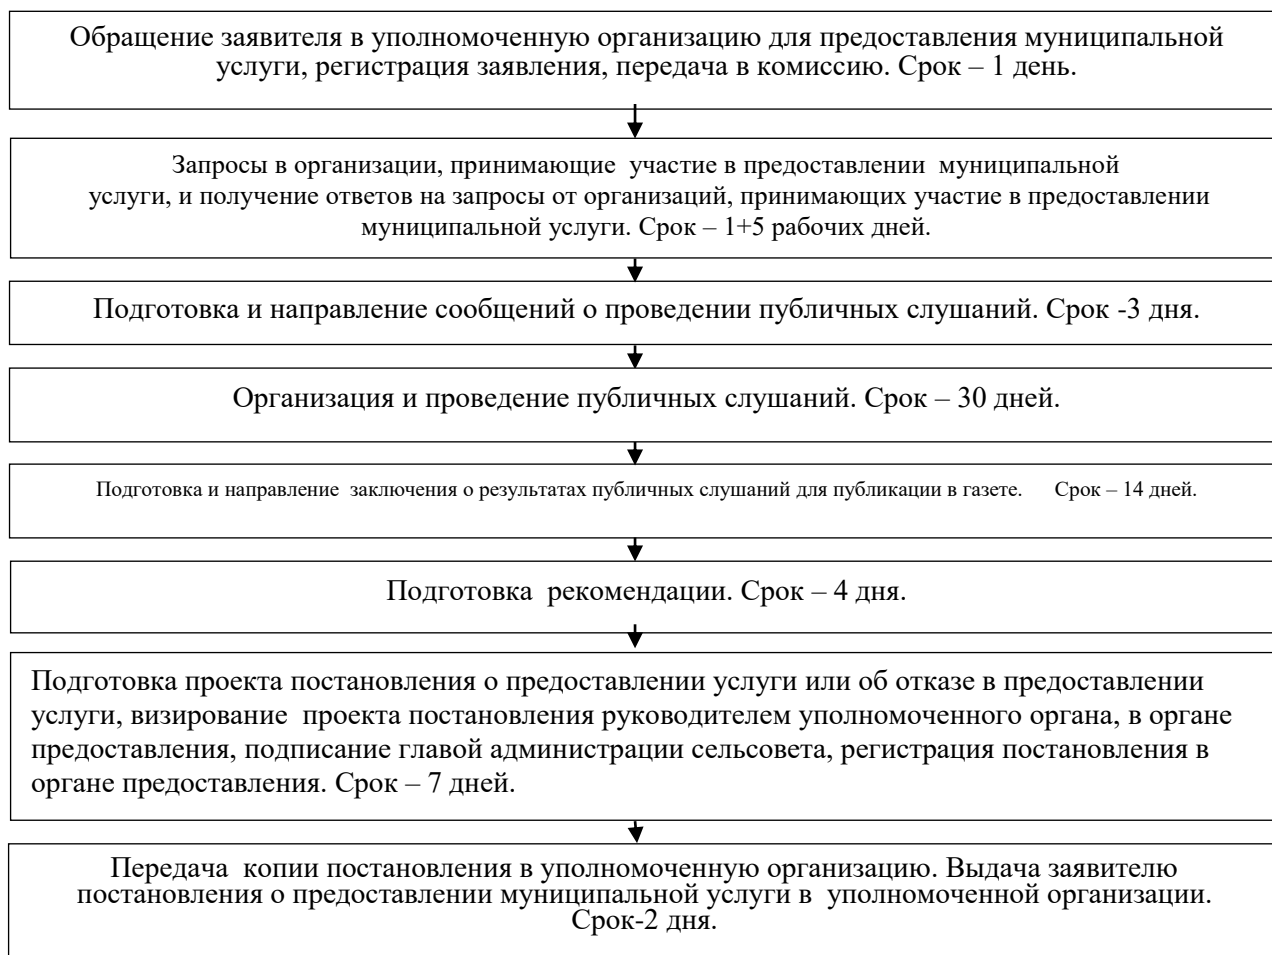 Обращение заявителя в уполномоченную организацию для предоставления муниципальной
услуги, регистрация заявления, передача в комиссию. Срок – 1 день.
Запросы в организации, принимающие  участие в предоставлении  муниципальной
услуги, и получение ответов на запросы от организаций, принимающих участие в предоставлении
муниципальной услуги. Срок – 1+5 рабочих дней.
Подготовка и направление сообщений о проведении публичных слушаний. Срок -3 дня.
Организация и проведение публичных слушаний. Срок – 30 дней.
Подготовка и направление  заключения о результатах публичных слушаний для публикации в газете.     Срок – 14 дней.
Подготовка  рекомендации. Срок – 4 дня.
Подготовка проекта постановления о предоставлении услуги или об отказе в предоставлении
услуги, визирование  проекта постановления руководителем уполномоченного органа, в органе
предоставления, подписание главой администрации сельсовета, регистрация постановления в
органе предоставления. Срок – 7 дней.
Передача  копии постановления в уполномоченную организацию. Выдача заявителю
постановления о предоставлении муниципальной услуги в  уполномоченной организации.
Срок-2 дня.